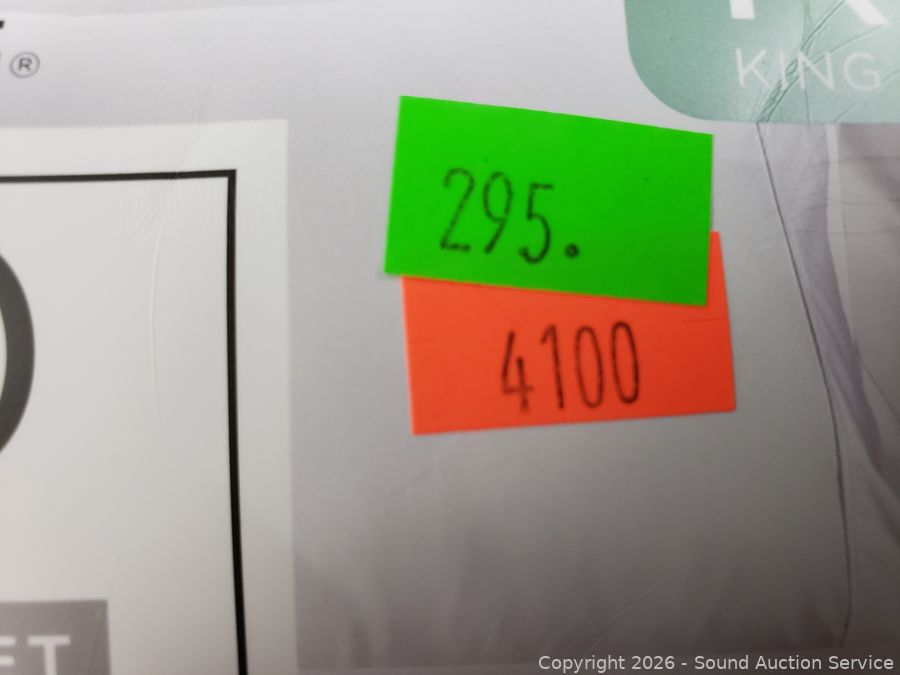 ®
KING
295.
4100
Copyright 2026 - Sound Auction Service